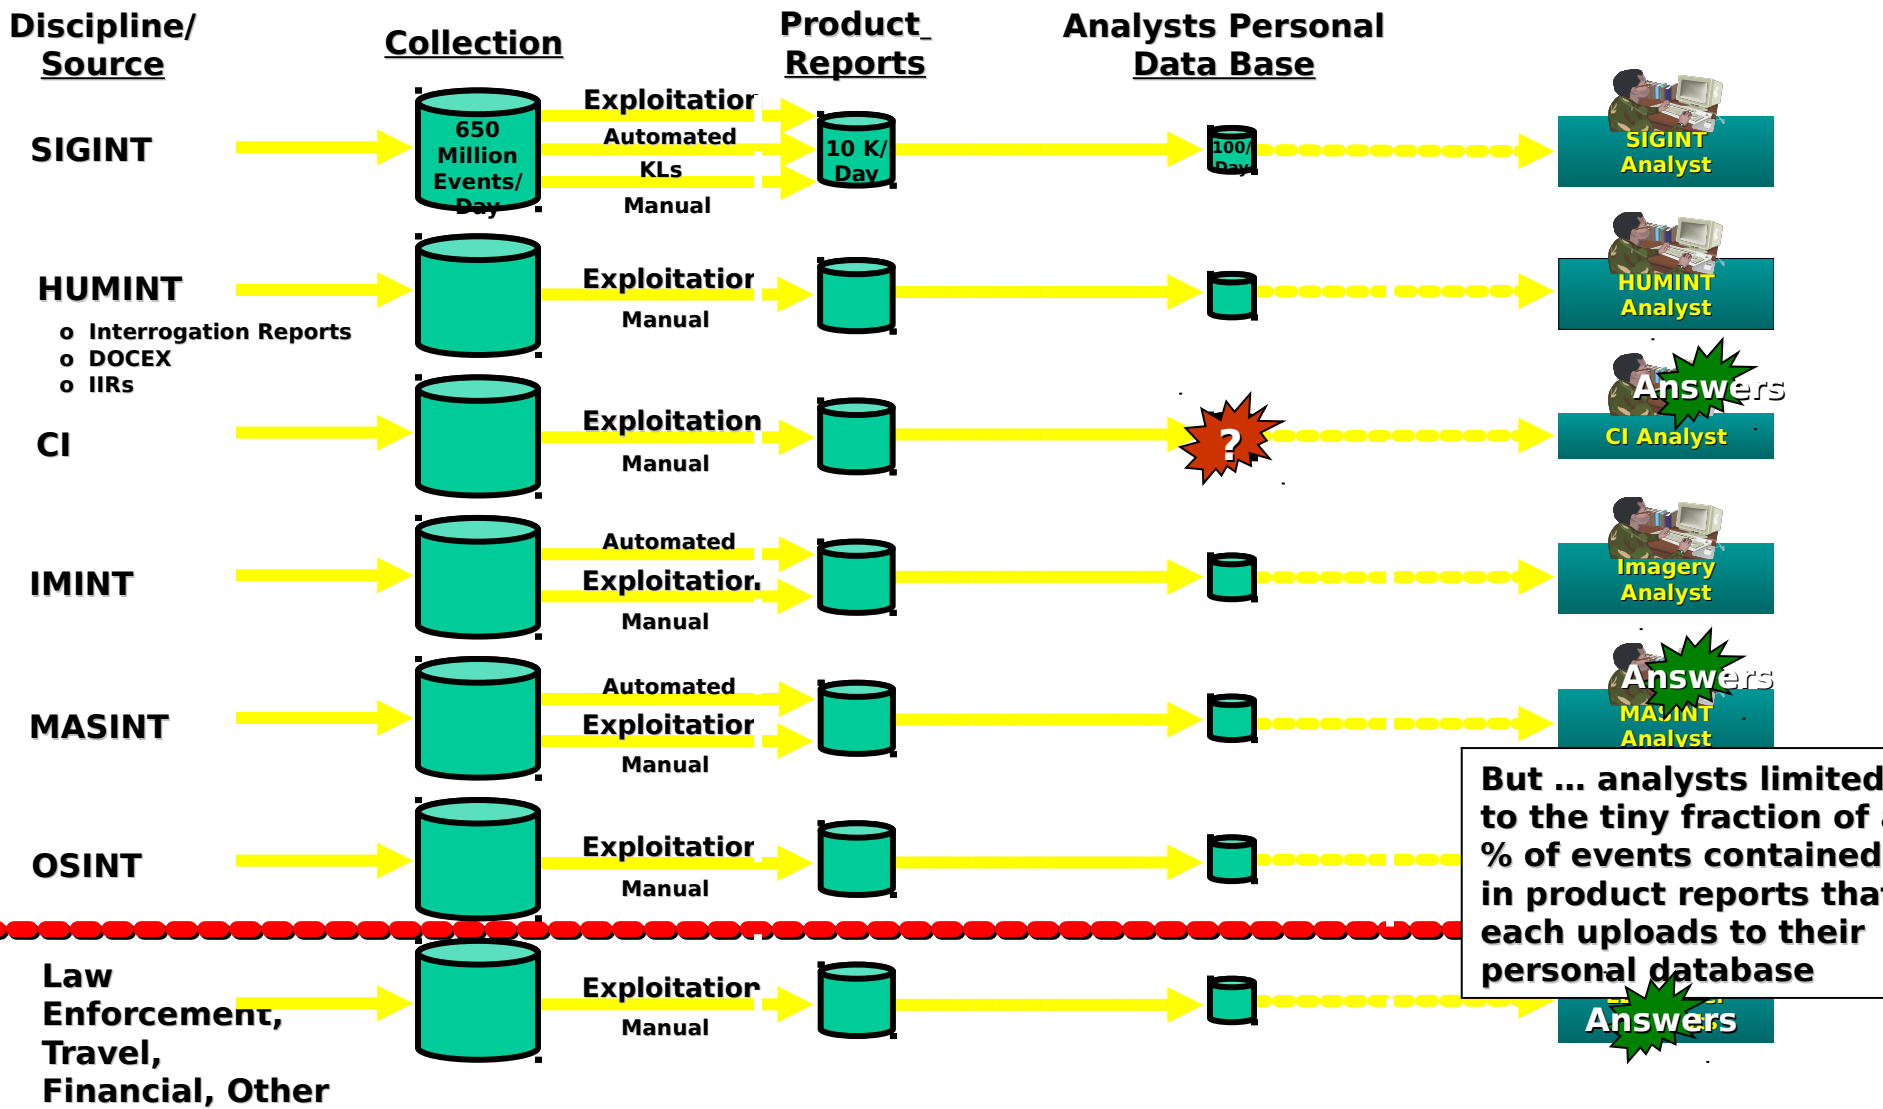 Discipline/
Source
Collection
Product
Reports
Analysts Personal
Data Base
SIGINT
650
Million
Events/
Day
Exploitation
Automated
KLs
Manual
10 K/
Day
100/
Day
SIGINT
Analyst
HUMINT
o Interrogation Reports
o DOCEX
o IIRs
Exploitation
Manual
HUMINT
Analyst
CI
Exploitation
Manual
?
Answers
CI Analyst
IMINT
Automated
Exploitation
Manual
Imagery
Analyst
MASINT
Automated
Exploitation
Manual
Answers
MASINT
Analyst
OSINT
Exploitation
Manual
But … analysts limited
to the tiny fraction of
% of events contained
in product reports that
each uploads to their
personal database
Law
Enforcement,
Travel,
Financial, Other
Exploitation
Manual
Answers